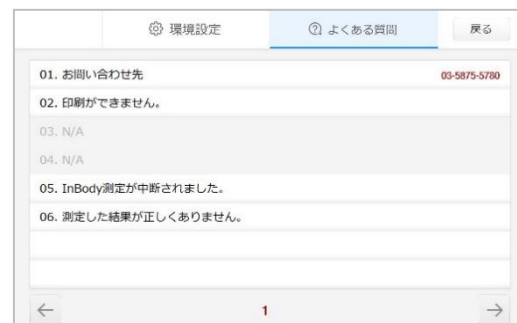 環境設定
よくある質問
戻る
01. お問い合わせ先 03-5875-5780
02. 印刷ができません。
03. N/A
04. N/A
05. InBody測定が中断されました。
06. 測定した結果が正しくありません。
1